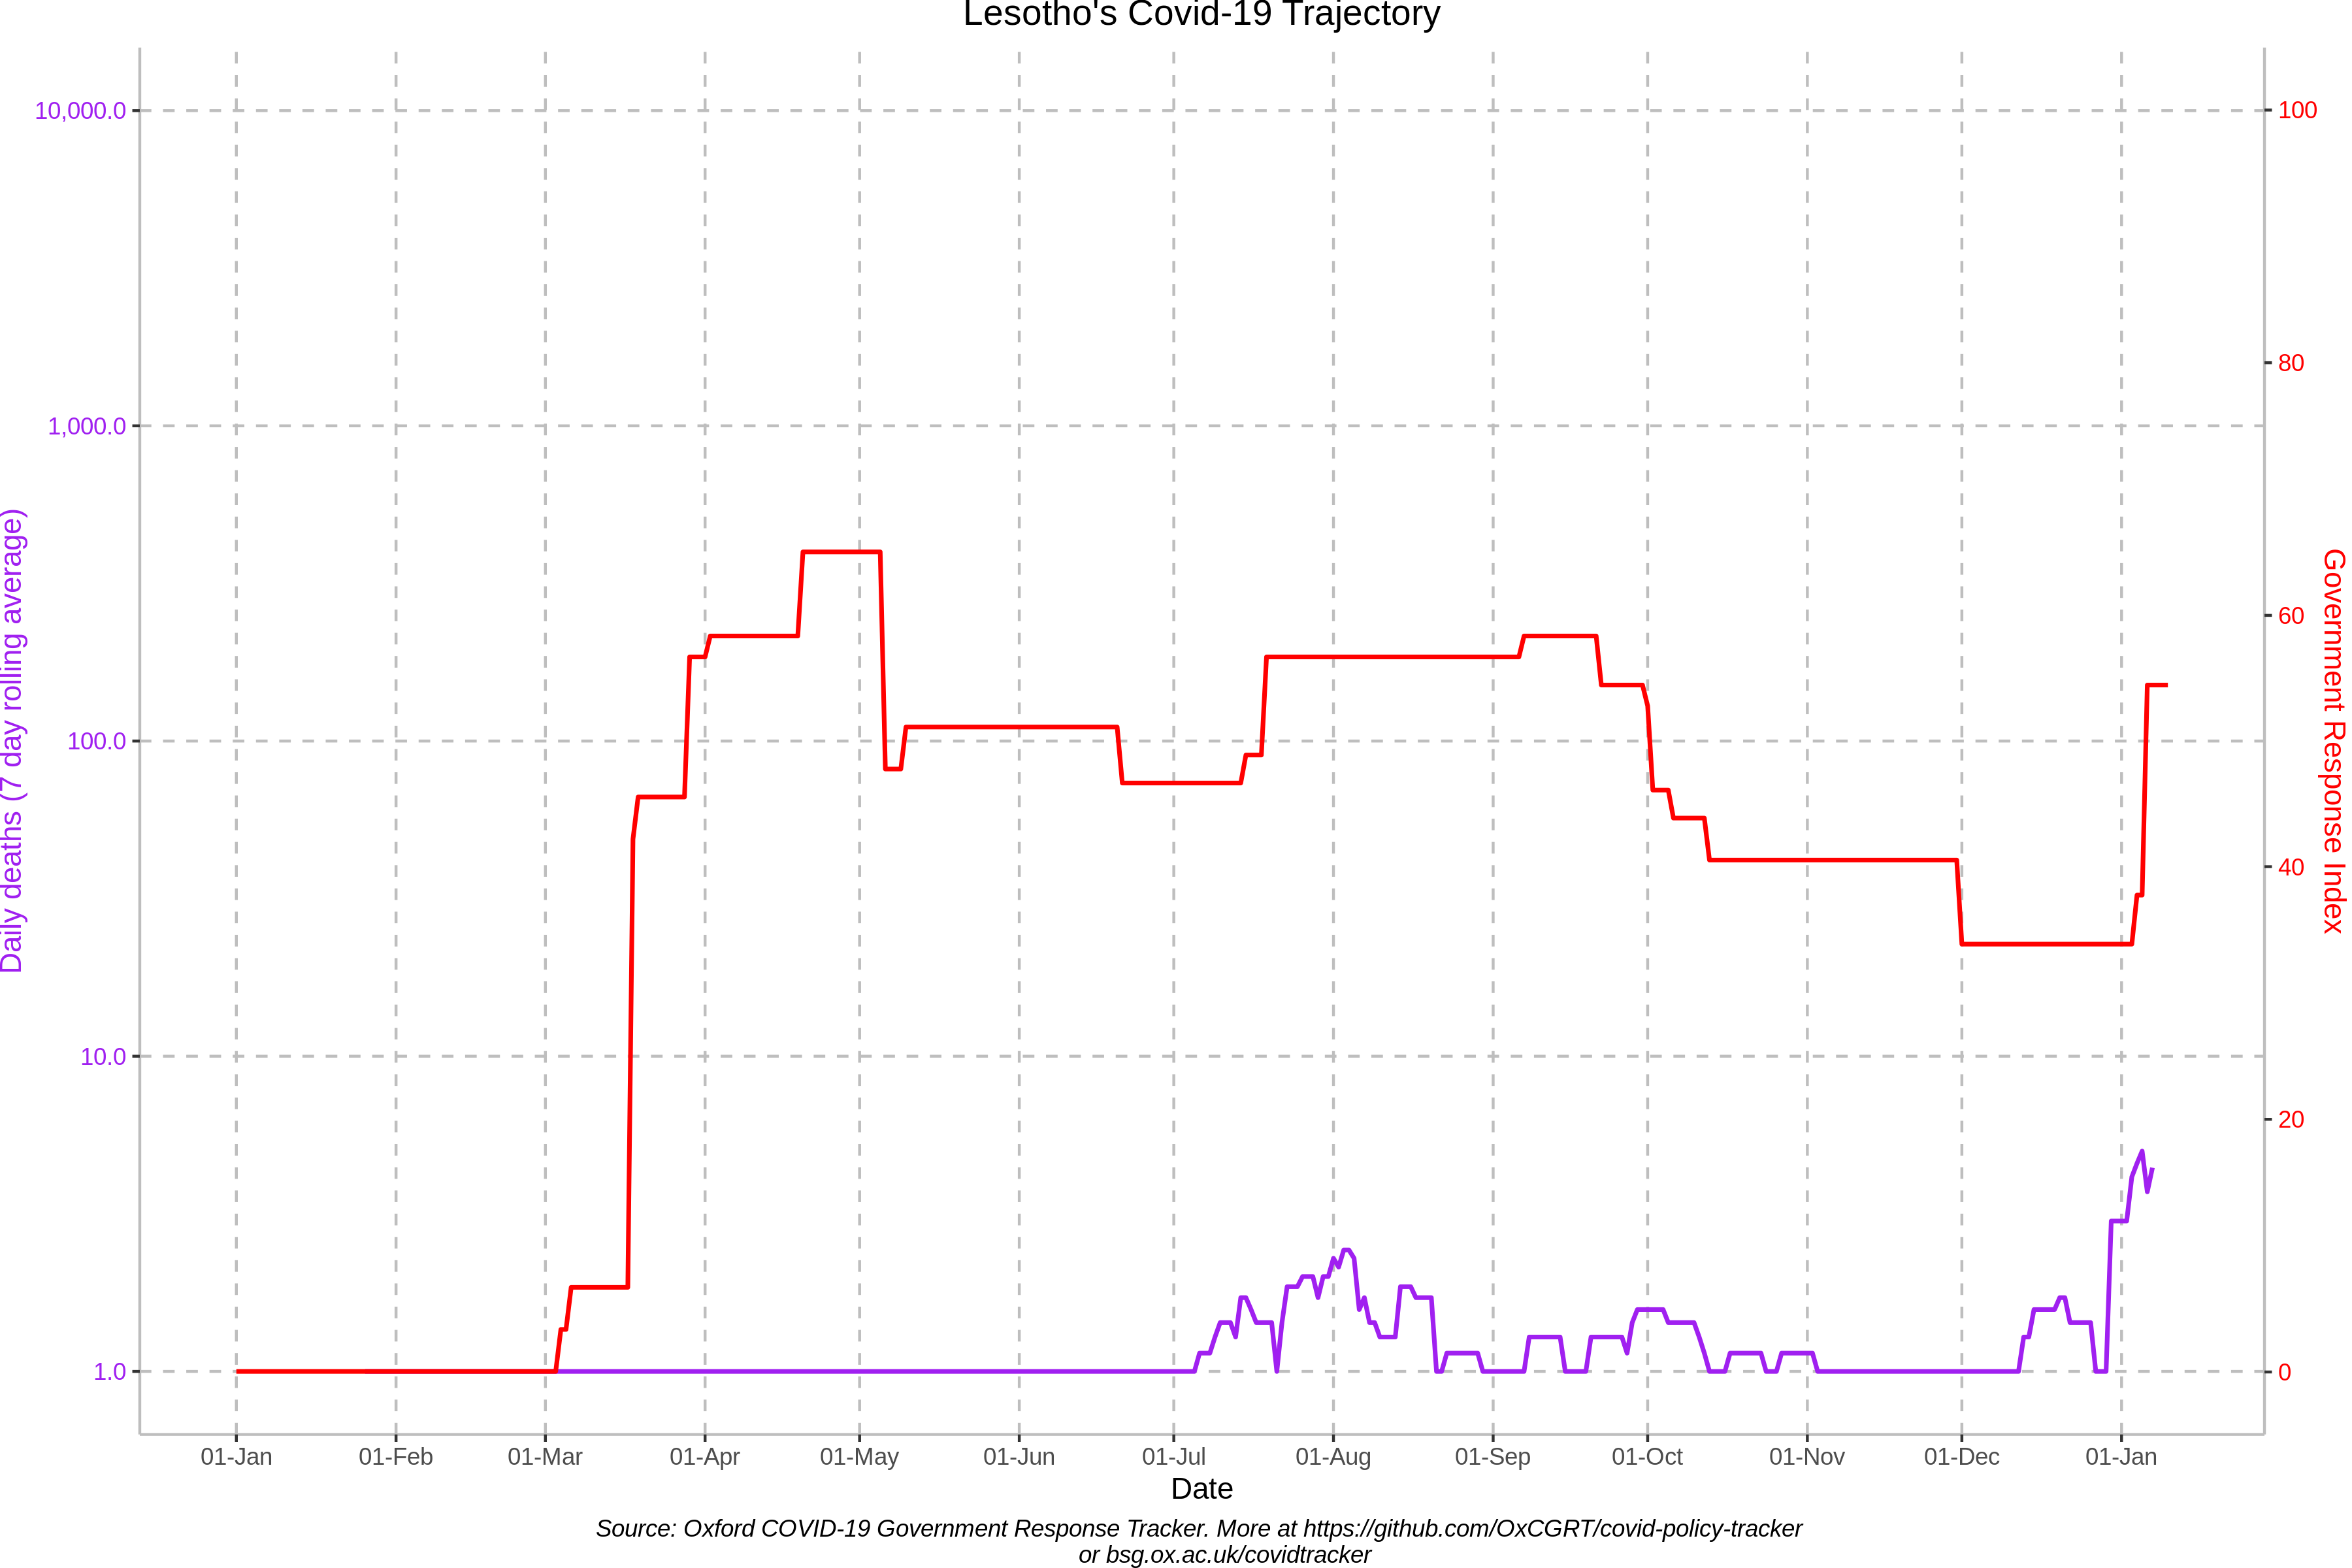 Lesotho's Covid-19 Trajectory
10,000.0
1,000.0
100.0
10.0
1.0
Daily deaths (7 day rolling average)
100
80
60
40
20
0
Government Response Index
01-Jan 01-Feb 01-Mar 01-Apr 01-May 01-Jun 01-Jul 01-Aug 01-Sep 01-Oct 01-Nov 01-Dec 01-Jan
Date
Source: Oxford COVID-19 Government Response Tracker. More at https://github.com/OxCGRT/covid-policy-tracker
or bsg.ox.ac.uk/covidtracker